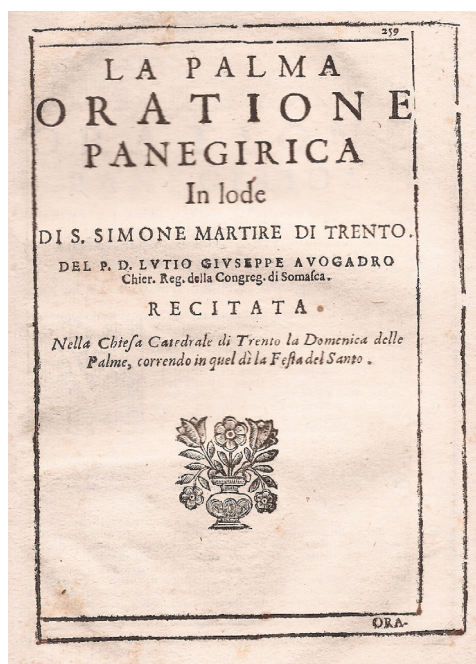 259
LA PALMA
ORATIONE
PANEGIRICA
In lode
DI S. SIMONE MARTIRE DI TRENTO.
DEL P. D. LVTIO GIVSEPPE AVOGADRO
Chier. Reg. della Congreg. di Somasca.
RECITATA.
Nella Chiesa Catedrale di Trento la Domenica delle
Palme, correndo in quel dì la Festa del Santo.
ORA-